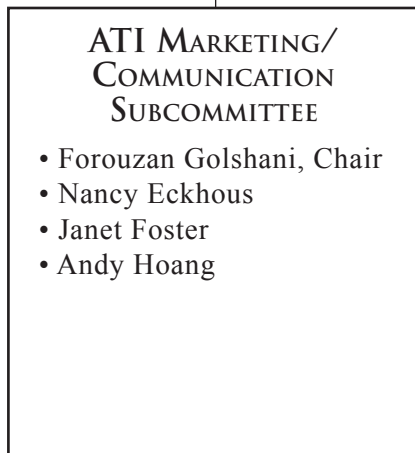 ATI Marketing/
Communication
Subcommittee
• Forouzan Golshani, Chair
• Nancy Eckhous
• Janet Foster
• Andy Hoang